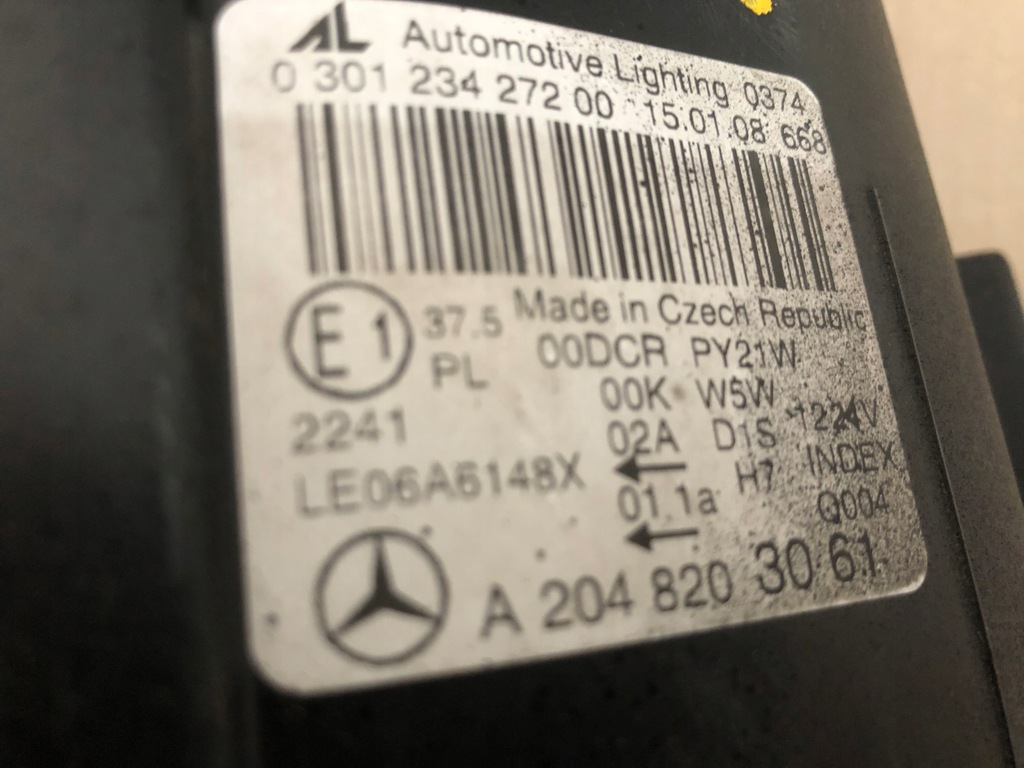 AL Automotive Lighting 0374
0 301 234 272 00 15.01.08 668
E1 37.5 Made in Czech Republic
PL 00DCR PY21W
00K W5W
2241 02A D1S 1224V
LE06A6148X 01 1a H7 INDEX
Q004
A 204 820 30 61